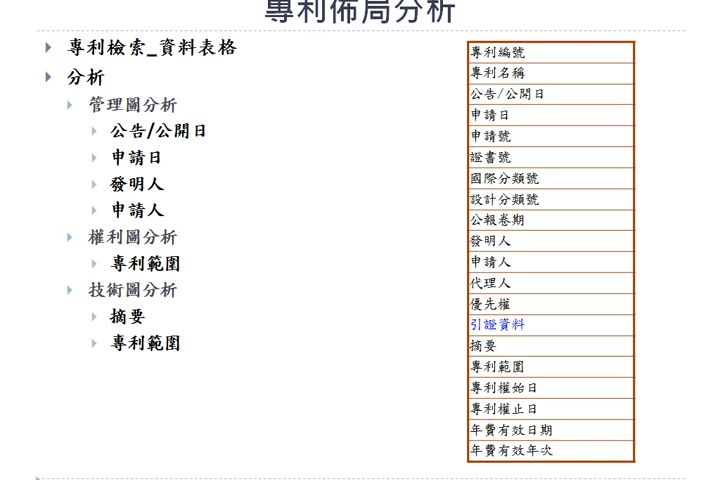 專利佈局分析
專利檢索_資料表格
分析
管理圖分析
公告/公開日
申請日
發明人
申請人
權利圖分析
專利範圍
技術圖分析
摘要
專利範圍
專利編號
專利名稱
公告/公開日
申請日
申請號
證書號
國際分類號
設計分類號
公報卷期
發明人
申請人
代理人
優先權
引證資料
摘要
專利範圍
專利權始日
專利權止日
年費有效日期
年費有效年次